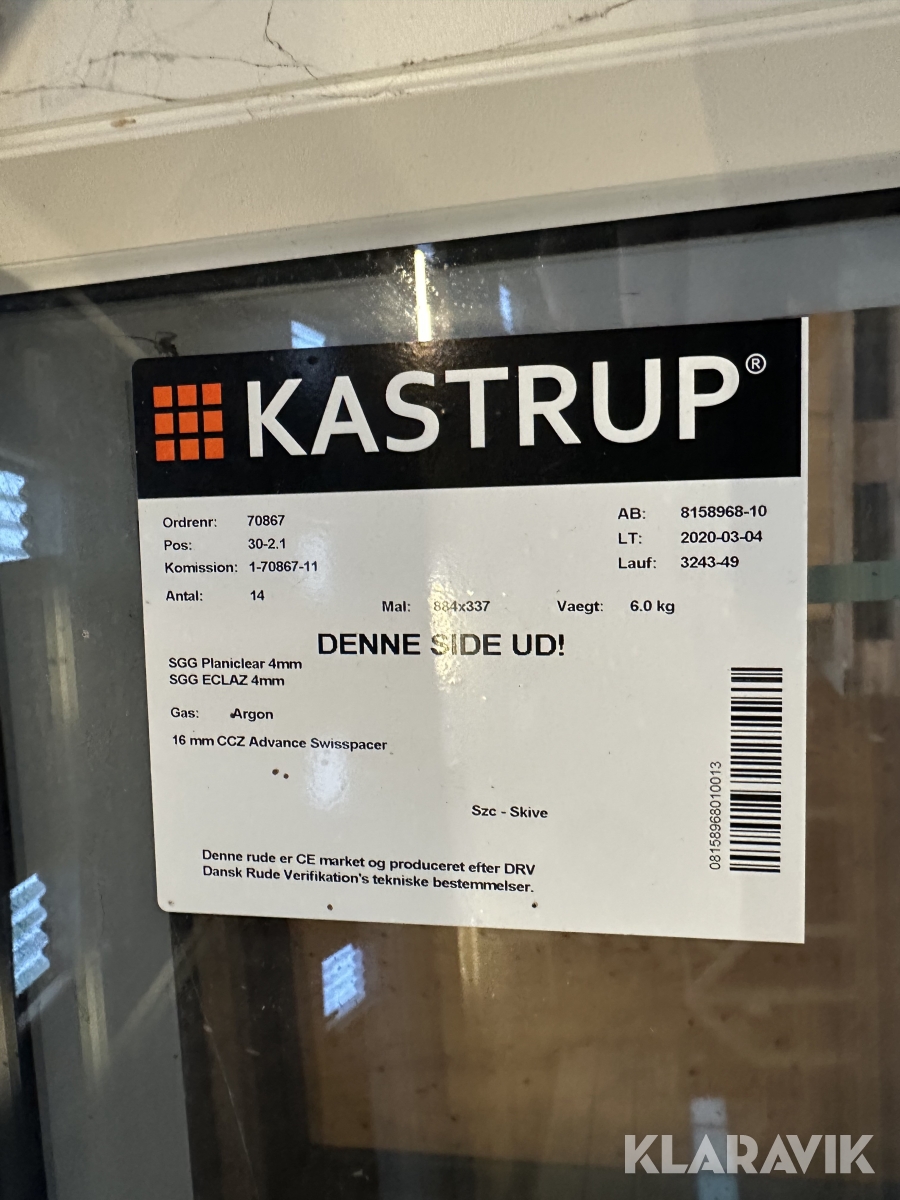 KASTRUP®
Ordrenr: 70867
AB: 8158968-10
Pos: 30-2.1
LT: 2020-03-04
Komission: 1-70867-11
Lauf: 3243-49
Antal: 14
Mal: 884x337
Vaegt: 6.0 kg
DENNE SIDE UD!
SGG Planiclear 4mm
SGG ECLAZ 4mm
Gas: Argon
16 mm CCZ Advance Swisspacer
Szc - Skive
08158968010013
Denne rude er CE market og produceret efter DRV
Dansk Rude Verifikation's tekniske bestemmelser.
KLARAVIK